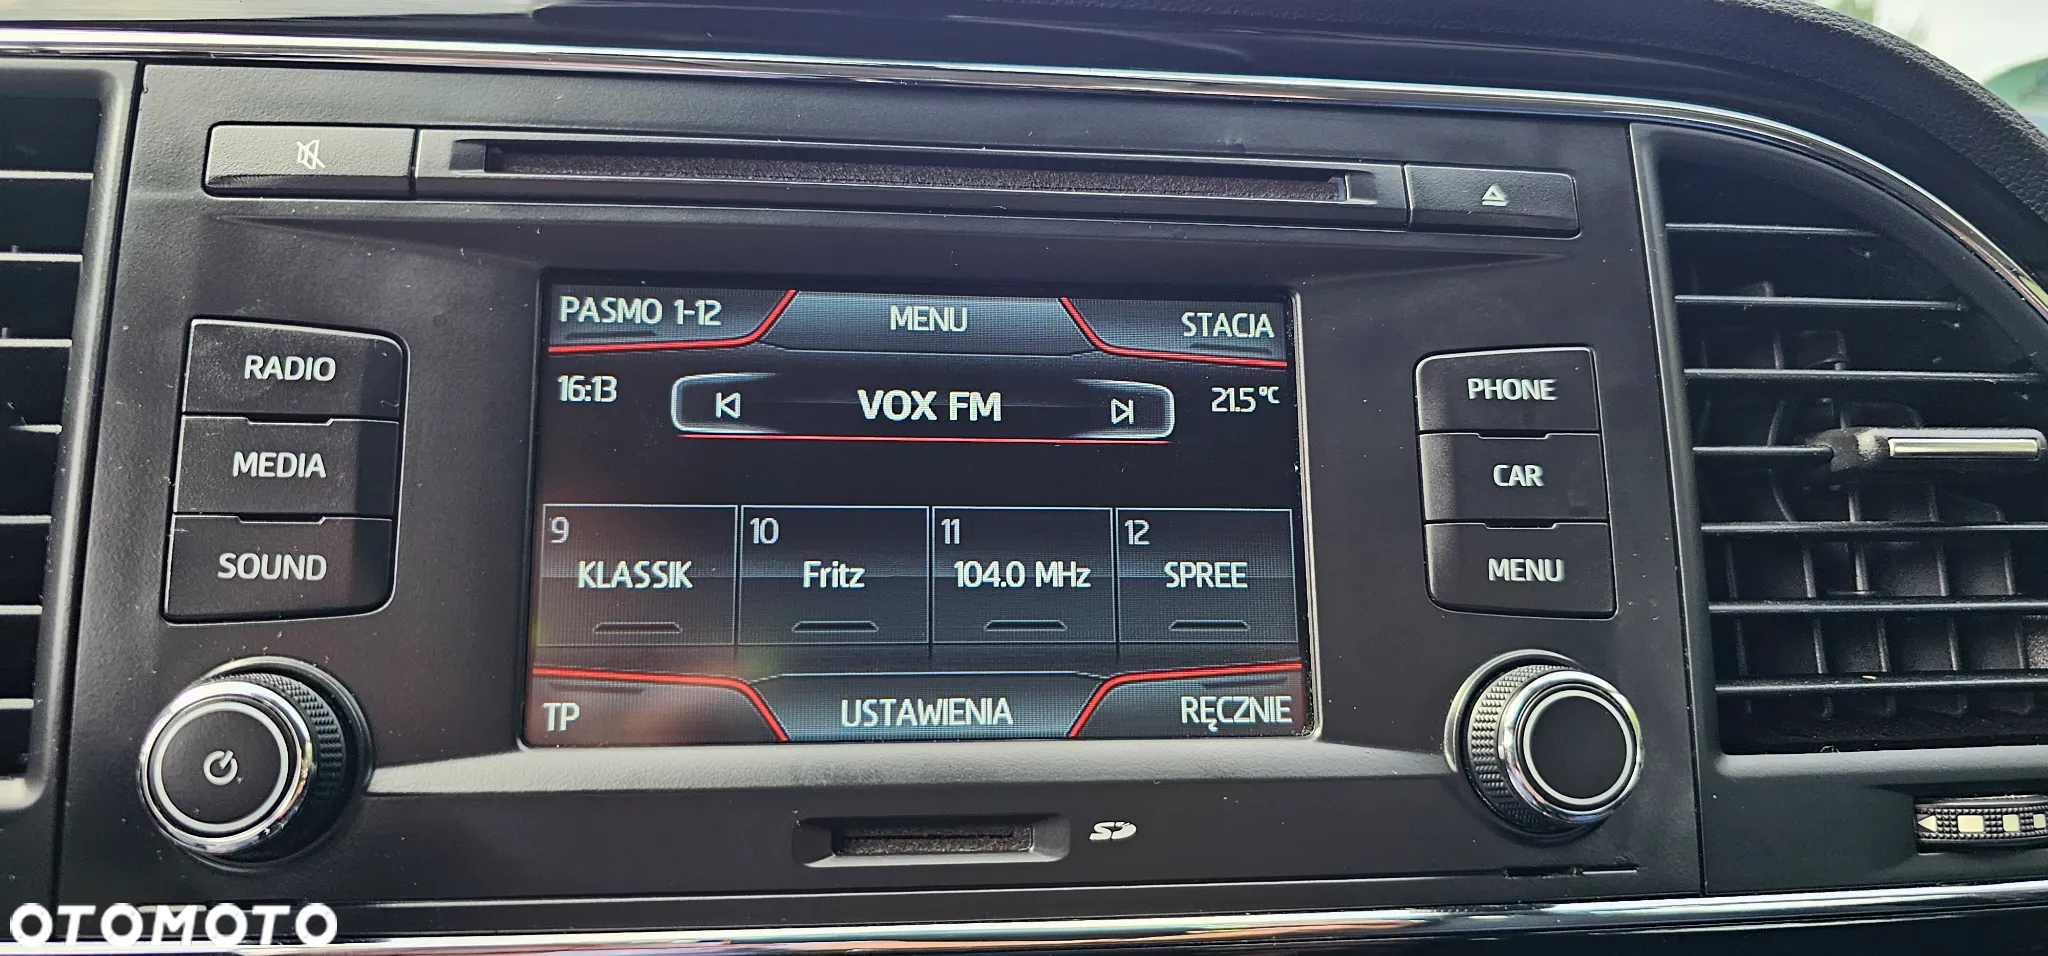 PASMO 1-12
MENU
STACJA
RADIO
16:13
VOX FM
21.5°C
PHONE
MEDIA
CAR
9
10
11
12
SOUND
KLASSIK
Fritz
104.0 MHz
SPREE
MENU
TP
USTAWIENIA
RĘCZNIE
SD
OTOMOTO